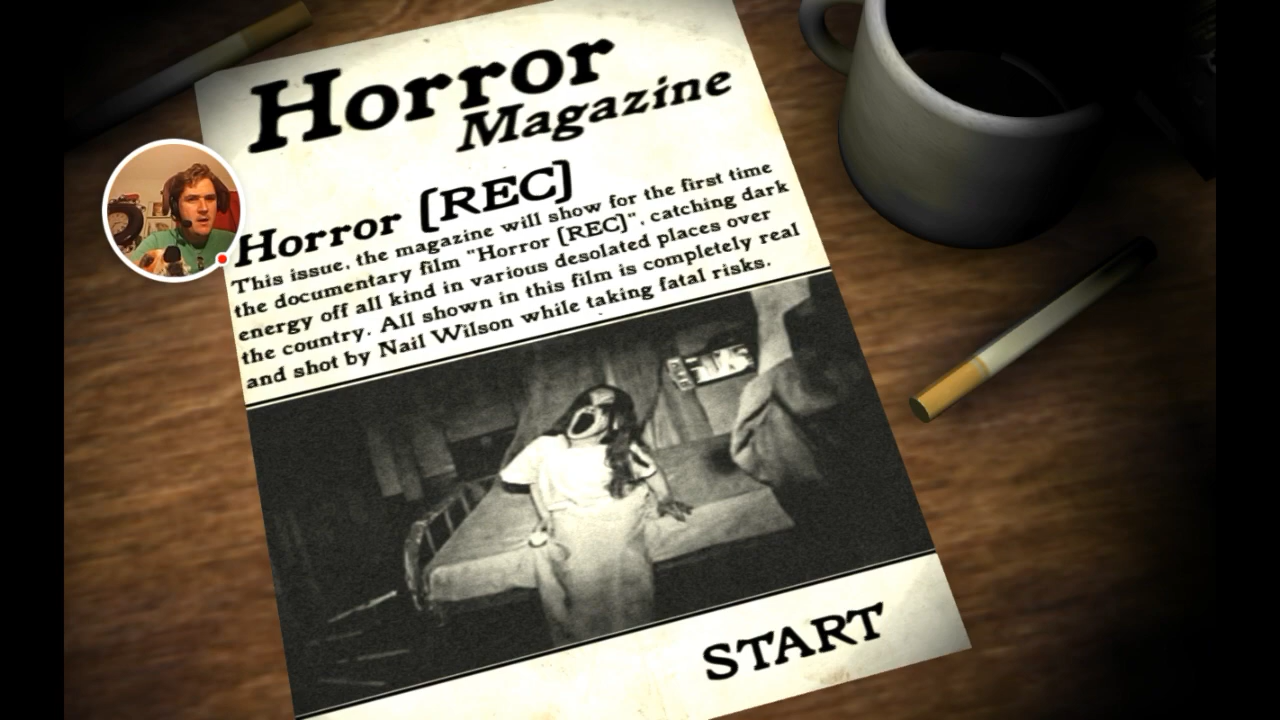 Horror
Magazine
Horror [REC]
This issue, the magazine will show for the first time
the documentary film "Horror [REC]", catching dark
energy off all kind in various desolated places over
the country. All shown in this film is completely real
and shot by Nail Wilson while taking fatal risks.
START